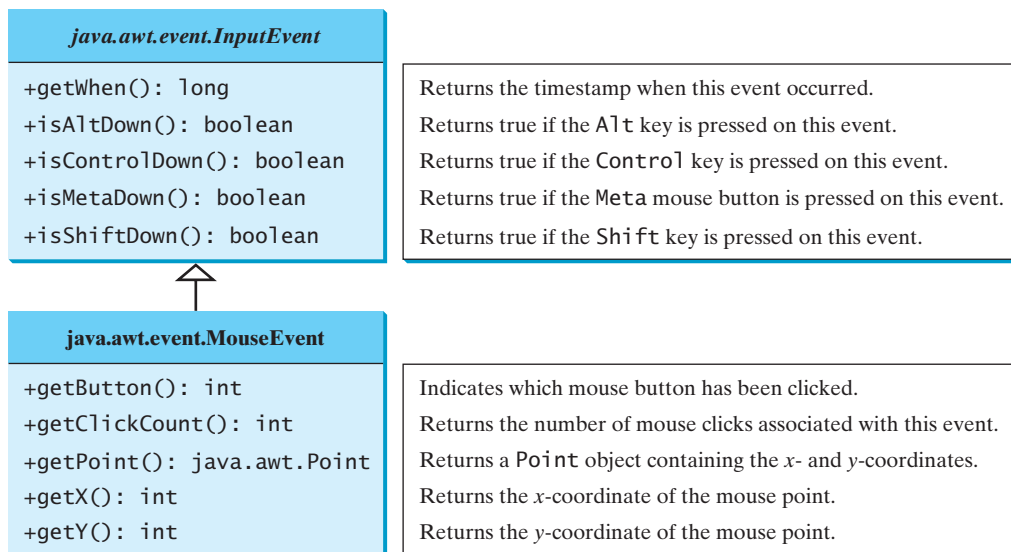 java.awt.event.InputEvent
+getWhen(): long
Returns the timestamp when this event occurred.
+isAltDown(): boolean
Returns true if the Alt key is pressed on this event.
+isControlDown(): boolean
Returns true if the Control key is pressed on this event.
+isMetaDown(): boolean
Returns true if the Meta mouse button is pressed on this event.
+isShiftDown(): boolean
Returns true if the Shift key is pressed on this event.
java.awt.event.MouseEvent
+getButton(): int
Indicates which mouse button has been clicked.
+getClickCount(): int
Returns the number of mouse clicks associated with this event.
+getPoint(): java.awt.Point
Returns a Point object containing the x- and y-coordinates.
+getX(): int
Returns the x-coordinate of the mouse point.
+getY(): int
Returns the y-coordinate of the mouse point.